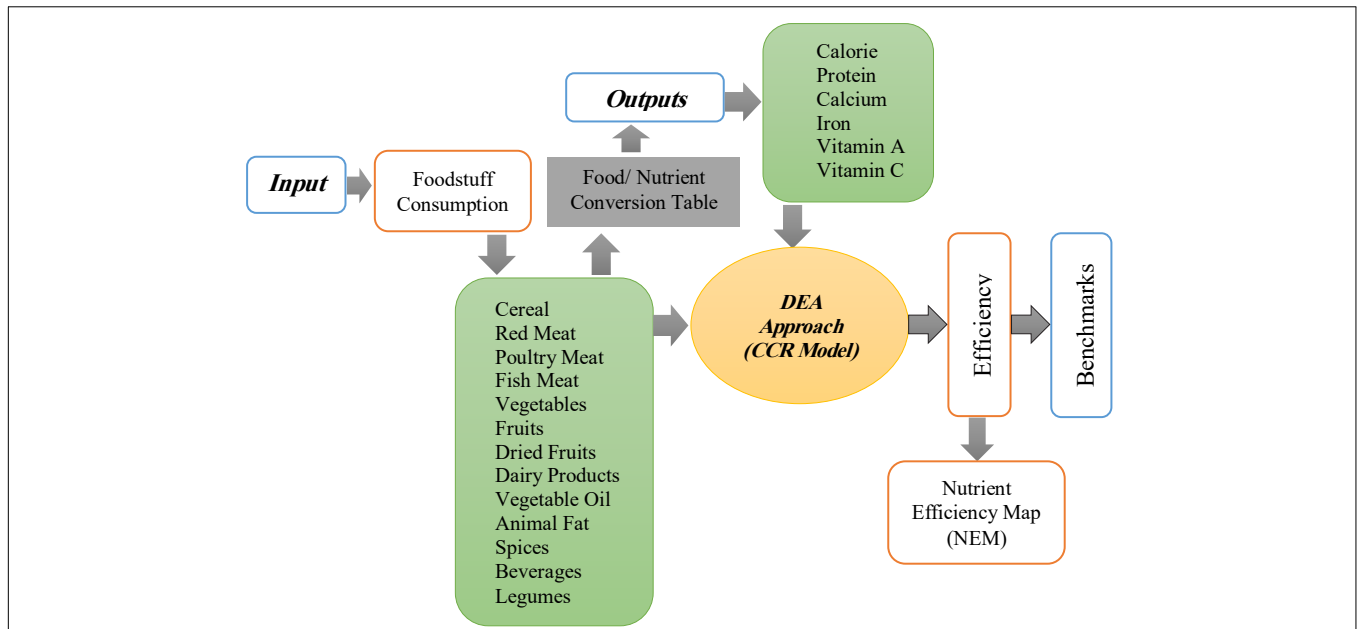 Input
Foodstuff
Consumption
Cereal
Red Meat
Poultry Meat
Fish Meat
Vegetables
Fruits
Dried Fruits
Dairy Products
Vegetable Oil
Animal Fat
Spices
Beverages
Legumes
Food/ Nutrient
Conversion Table
Outputs
Calorie
Protein
Calcium
Iron
Vitamin A
Vitamin C
DEA
Approach
(CCR Model)
Efficiency
Benchmarks
Nutrient
Efficiency Map
(NEM)